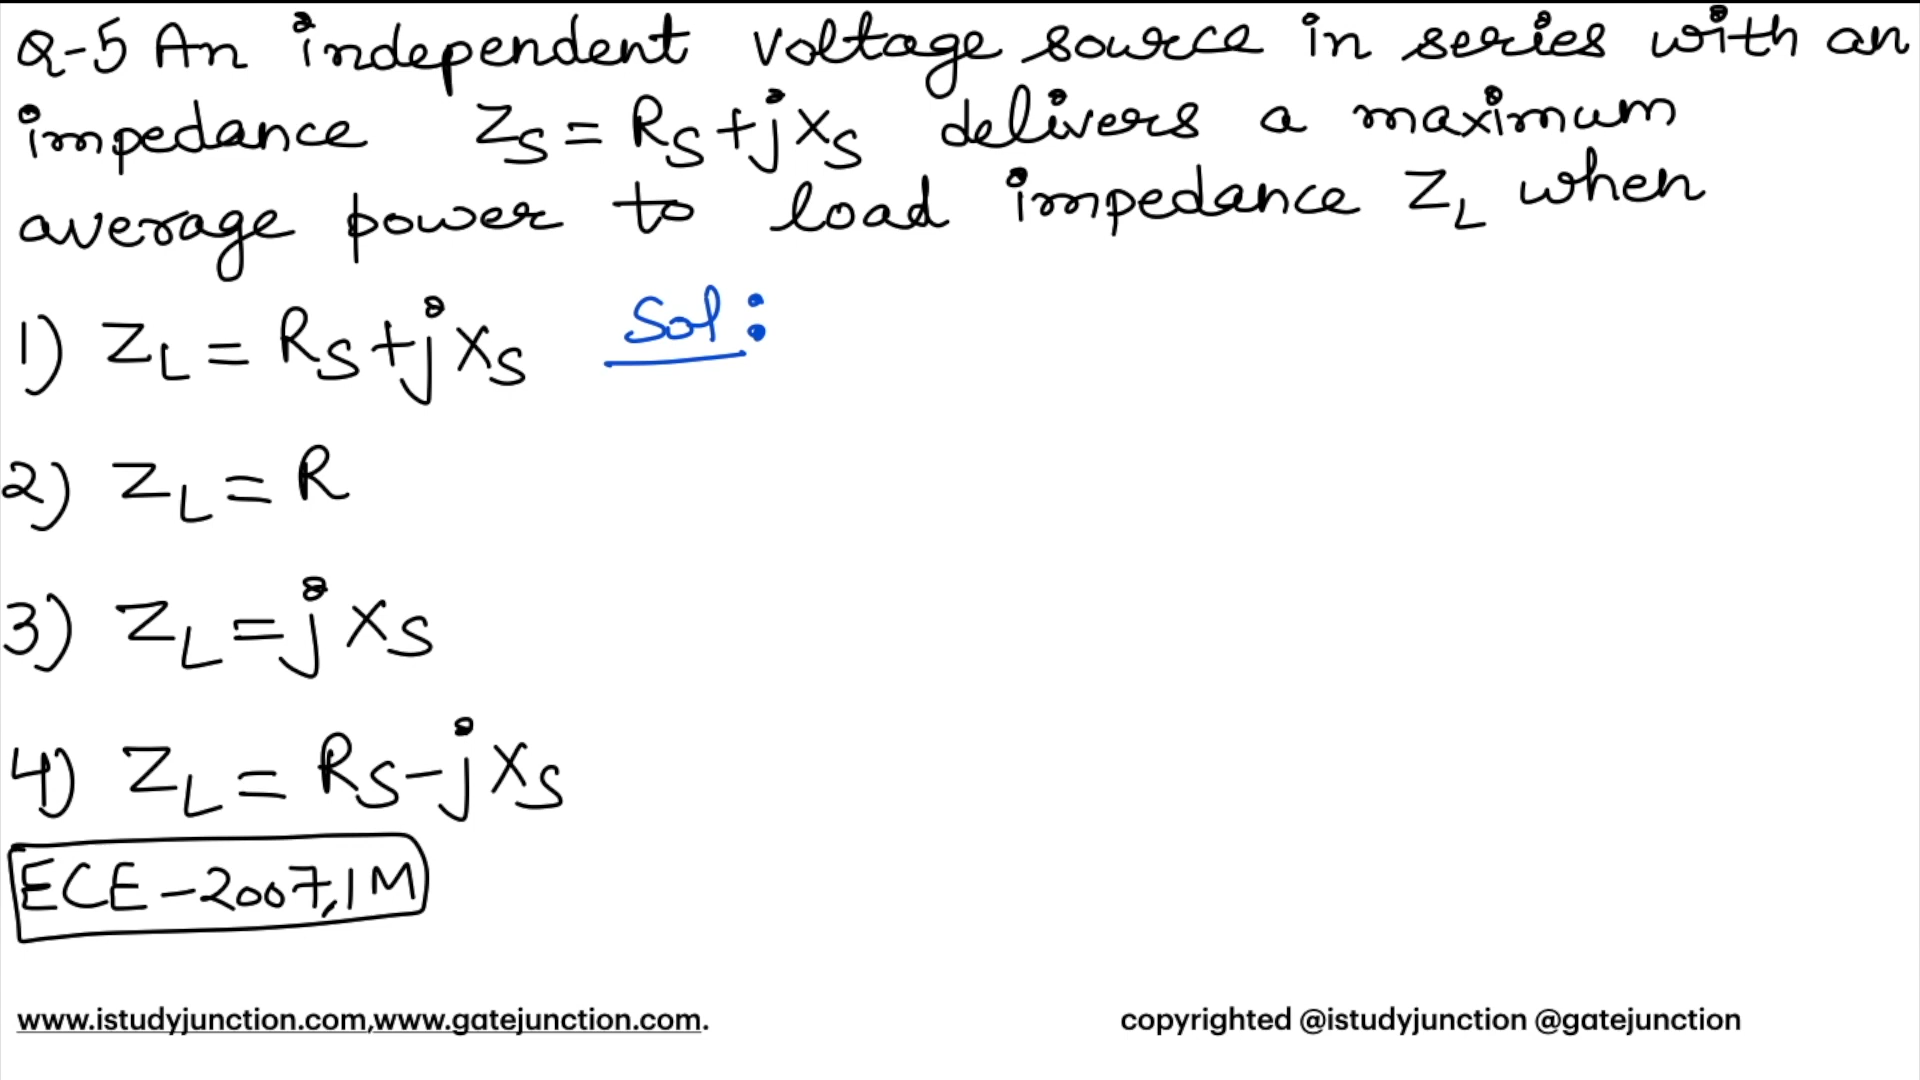 Q-5 An independent voltage source in series with an
impedance Zs = Rs+jXs delivers a maximum
average power to load impedance ZL when
1) ZL = Rs+jXs Sol:
2) ZL = R
3) ZL = jXs
4) ZL = Rs-jXs
ECE-2007,1M
www.istudyjunction.com,www.gatejunction.com. copyrighted @istudyjunction @gatejunction